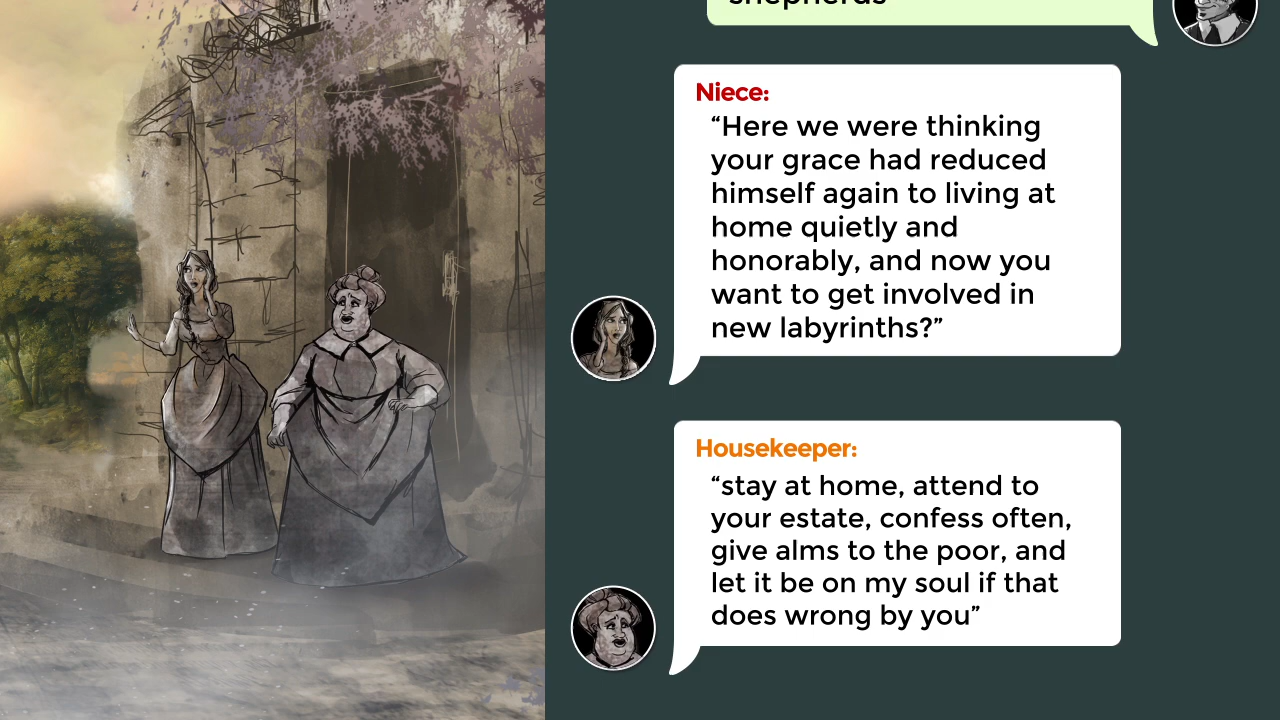 shepherds”
Niece:
“Here we were thinking
your grace had reduced
himself again to living at
home quietly and
honorably, and now you
want to get involved in
new labyrinths?”
Housekeeper:
“stay at home, attend to
your estate, confess often,
give alms to the poor, and
let it be on my soul if that
does wrong by you”